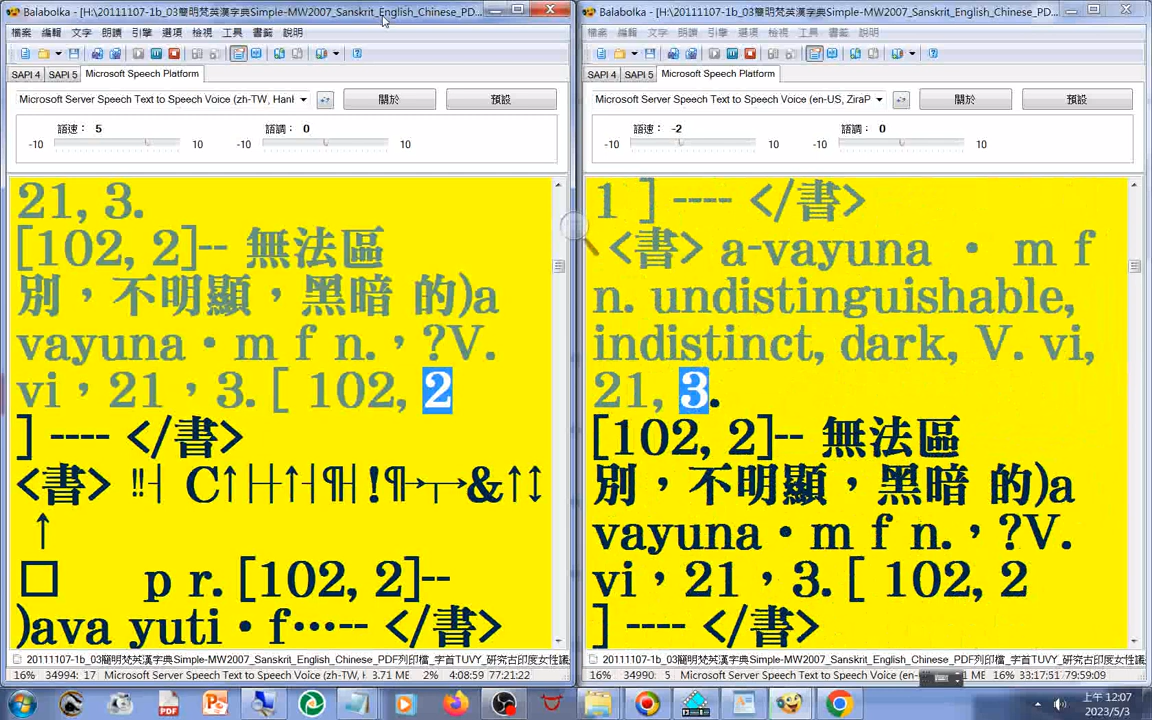 Balabolka - [H:\20111107-1b_03簡明梵英漢字典Simple-MW2007_Sanskrit_English_Chinese_PD...
檔案 編輯 文字 朗讀 引擎 選項 檢視 工具 書籤 說明
SAPI 4 SAPI 5 Microsoft Speech Platform
Microsoft Server Speech Text to Speech Voice (zh-TW, Hanl
關於 預設
語速： 5 語調： 0
-10 10 -10 10
21, 3.
[102, 2]-- 無法區
別，不明顯，黑暗 的)a
vayuna•m f n.，?V.
vi，21，3. [ 102, 2
] ---- </書>
<書> ‼┤ C↑├┼↑┤¶┤!¶→┬→&↑↕
↑
□ p r. [102, 2]--
)ava yuti•f⋯-- </書>
20111107-1b_03簡明梵英漢字典Simple-MW2007_Sanskrit_English_Chinese_PDF列印檔_字首TUVY_研究古印度女性議
16% 34994: 17 Microsoft Server Speech Text to Speech Voice (zh-TW, H 3.71 MB 2% 4:08:59 77:21:22
Balabolka - [H:\20111107-1b_03簡明梵英漢字典Simple-MW2007_Sanskrit_English_Chinese_PD...
檔案 編輯 文字 朗讀 引擎 選項 檢視 工具 書籤 說明
SAPI 4 SAPI 5 Microsoft Speech Platform
Microsoft Server Speech Text to Speech Voice (en-US, ZiraP
關於 預設
語速： -2 語調： 0
-10 10 -10 10
1 ] ---- </書>
<書> a-vayuna • m f
n. undistinguishable,
indistinct, dark, V. vi,
21, 3.
[102, 2]-- 無法區
別，不明顯，黑暗 的)a
vayuna•m f n.，?V.
vi，21，3. [ 102, 2
] ---- </書>
20111107-1b_03簡明梵英漢字典Simple-MW2007_Sanskrit_English_Chinese_PDF列印檔_字首TUVY_研究古印度女性議
16% 34990: 5 Microsoft Server Speech Text to Speech Voice 16% 33:17:51 79:59:09
上午 12:07
2023/5/3